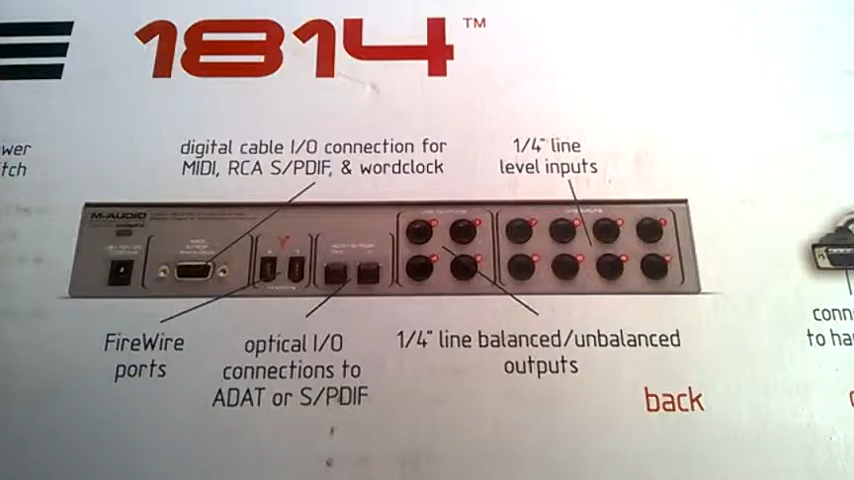 1814™
wer
tch
digital cable I/O connection for
MIDI, RCA S/PDIF, & wordclock
1/4" line
level inputs
M-AUDIO
FireWire
ports
optical I/O
connections to
ADAT or S/PDIF
1/4" line balanced/unbalanced
outputs
back
conn
to ha